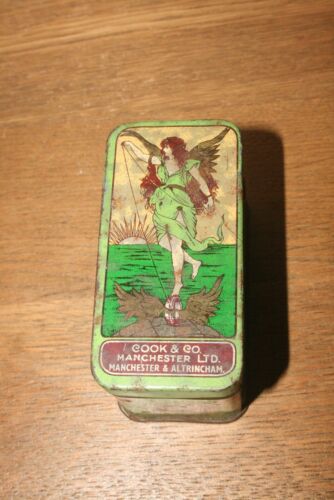 COOK & CO.
MANCHESTER LTD.
MANCHESTER & ALTRINCHAM.